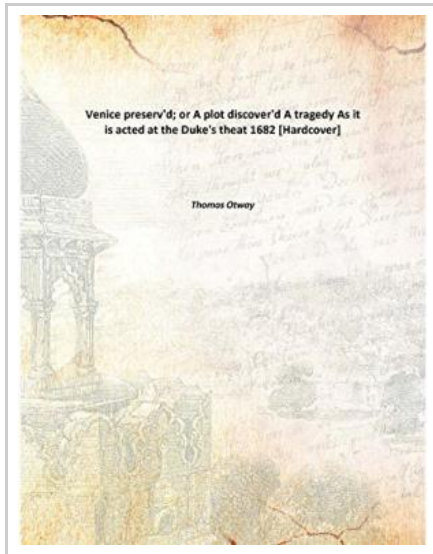 Venice preserv'd; or A plot discover'd A tragedy As it
is acted at the Duke's theat 1682 [Hardcover]
Thomas Otway